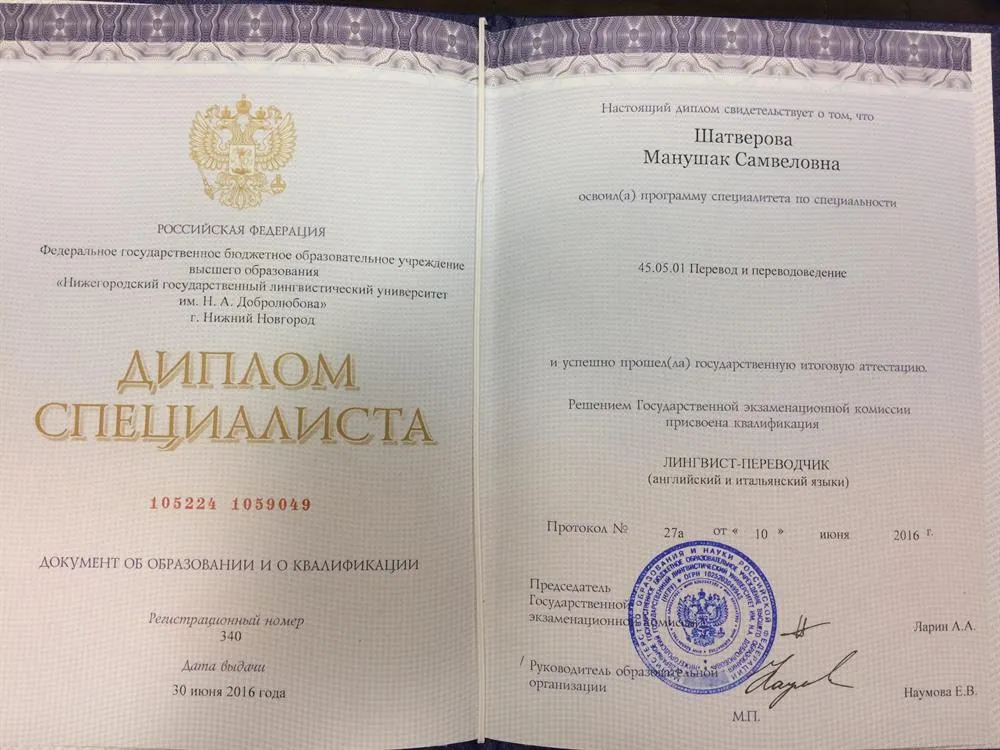 РОССИЙСКАЯ ФЕДЕРАЦИЯ
Федеральное государственное бюджетное образовательное учреждение
высшего образования
«Нижегородский государственный лингвистический университет
им. Н. А. Добролюбова»
г. Нижний Новгород
ДИПЛОМ
СПЕЦИАЛИСТА
105224 1059049
ДОКУМЕНТ ОБ ОБРАЗОВАНИИ И О КВАЛИФИКАЦИИ
Регистрационный номер
340
Дата выдачи
30 июня 2016 года
Настоящий диплом свидетельствует о том, что
Шатверова
Манушак Самвеловна
освоил(а) программу специалитета по специальности
45.05.01 Перевод и переводоведение
и успешно прошел(ла) государственную итоговую аттестацию.
Решением Государственной экзаменационной комиссии
присвоена квалификация
ЛИНГВИСТ-ПЕРЕВОДЧИК
(английский и итальянский языки)
Протокол № 27а от « 10 » июня 2016 г.
Председатель
Государственной
экзаменационной комиссии Ларин А.А.
/ Руководитель образовательной
организации Наумова Е.В.
М.П.